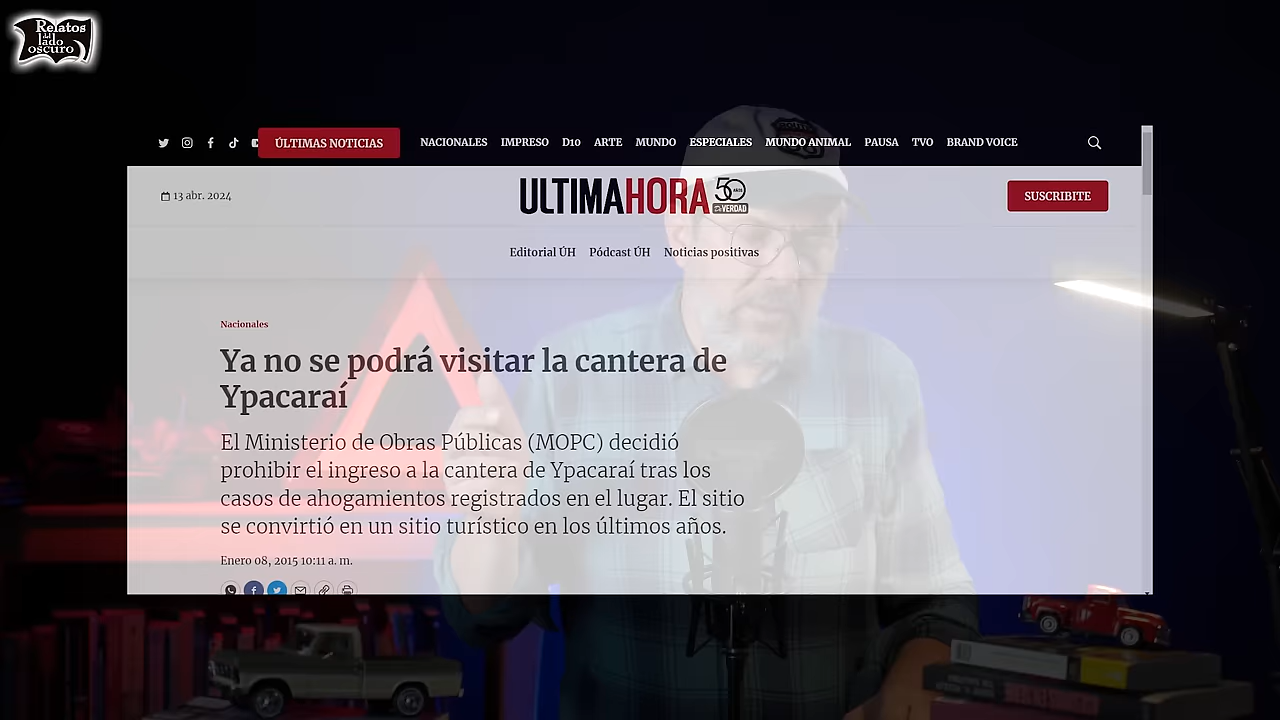 Relatos
del
lado
oscuro
ÚLTIMAS NOTICIAS
NACIONALES IMPRESO D10 ARTE MUNDO ESPECIALES MUNDO ANIMAL PAUSA TVO BRAND VOICE
13 abr. 2024
ULTIMAHORA 50 AÑOS
VERDAD
SUSCRIBITE
Editorial ÚH Pódcast ÚH Noticias positivas
Nacionales
Ya no se podrá visitar la cantera de
Ypacaraí
El Ministerio de Obras Públicas (MOPC) decidió
prohibir el ingreso a la cantera de Ypacaraí tras los
casos de ahogamientos registrados en el lugar. El sitio
se convirtió en un sitio turístico en los últimos años.
Enero 08, 2015 10:11 a. m.